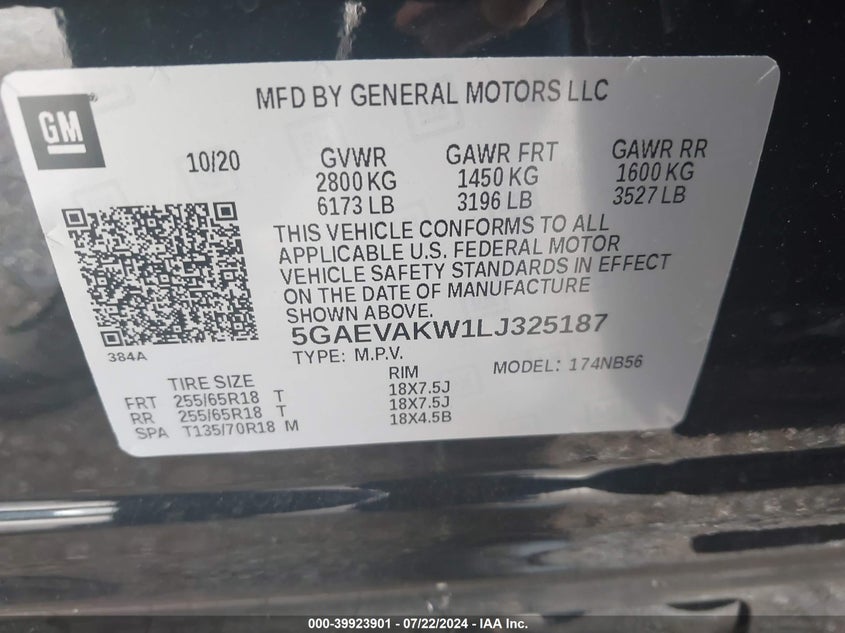 GM
MFD BY GENERAL MOTORS LLC
10/20
GVWR
2800 KG
6173 LB
GAWR FRT
1450 KG
3196 LB
GAWR RR
1600 KG
3527 LB
THIS VEHICLE CONFORMS TO ALL
APPLICABLE U.S. FEDERAL MOTOR
VEHICLE SAFETY STANDARDS IN EFFECT
ON THE DATE OF MANUFACTURE
SHOWN ABOVE.
384A
5GAEVAKW1LJ325187
TYPE: M.P.V.
MODEL: 174NB56
TIRE SIZE RIM
FRT 255/65R18 T 18X7.5J
RR 255/65R18 T 18X7.5J
SPA T135/70R18 M 18X4.5B
000-39923901 / 07/22/2024 - IAA Inc.